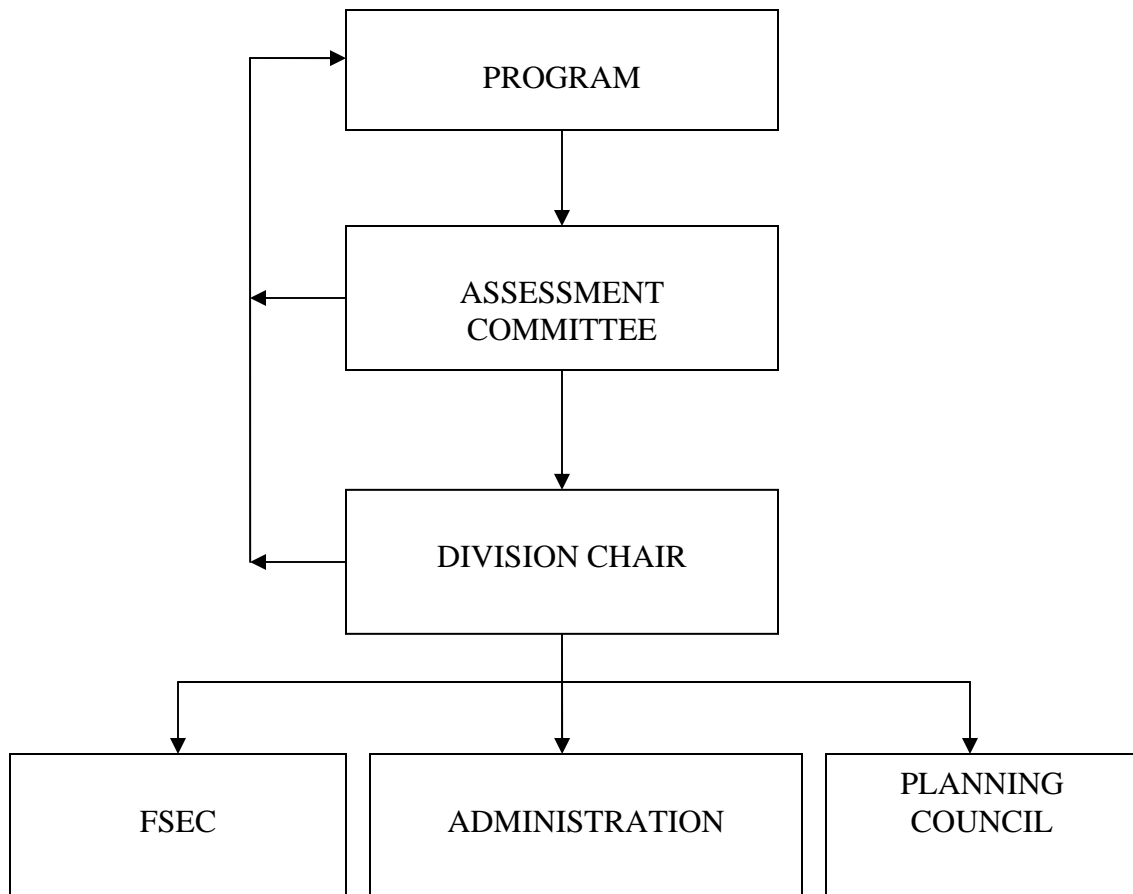 PROGRAM
ASSESSMENT
COMMITTEE
DIVISION CHAIR
FSEC
ADMINISTRATION
PLANNING
COUNCIL